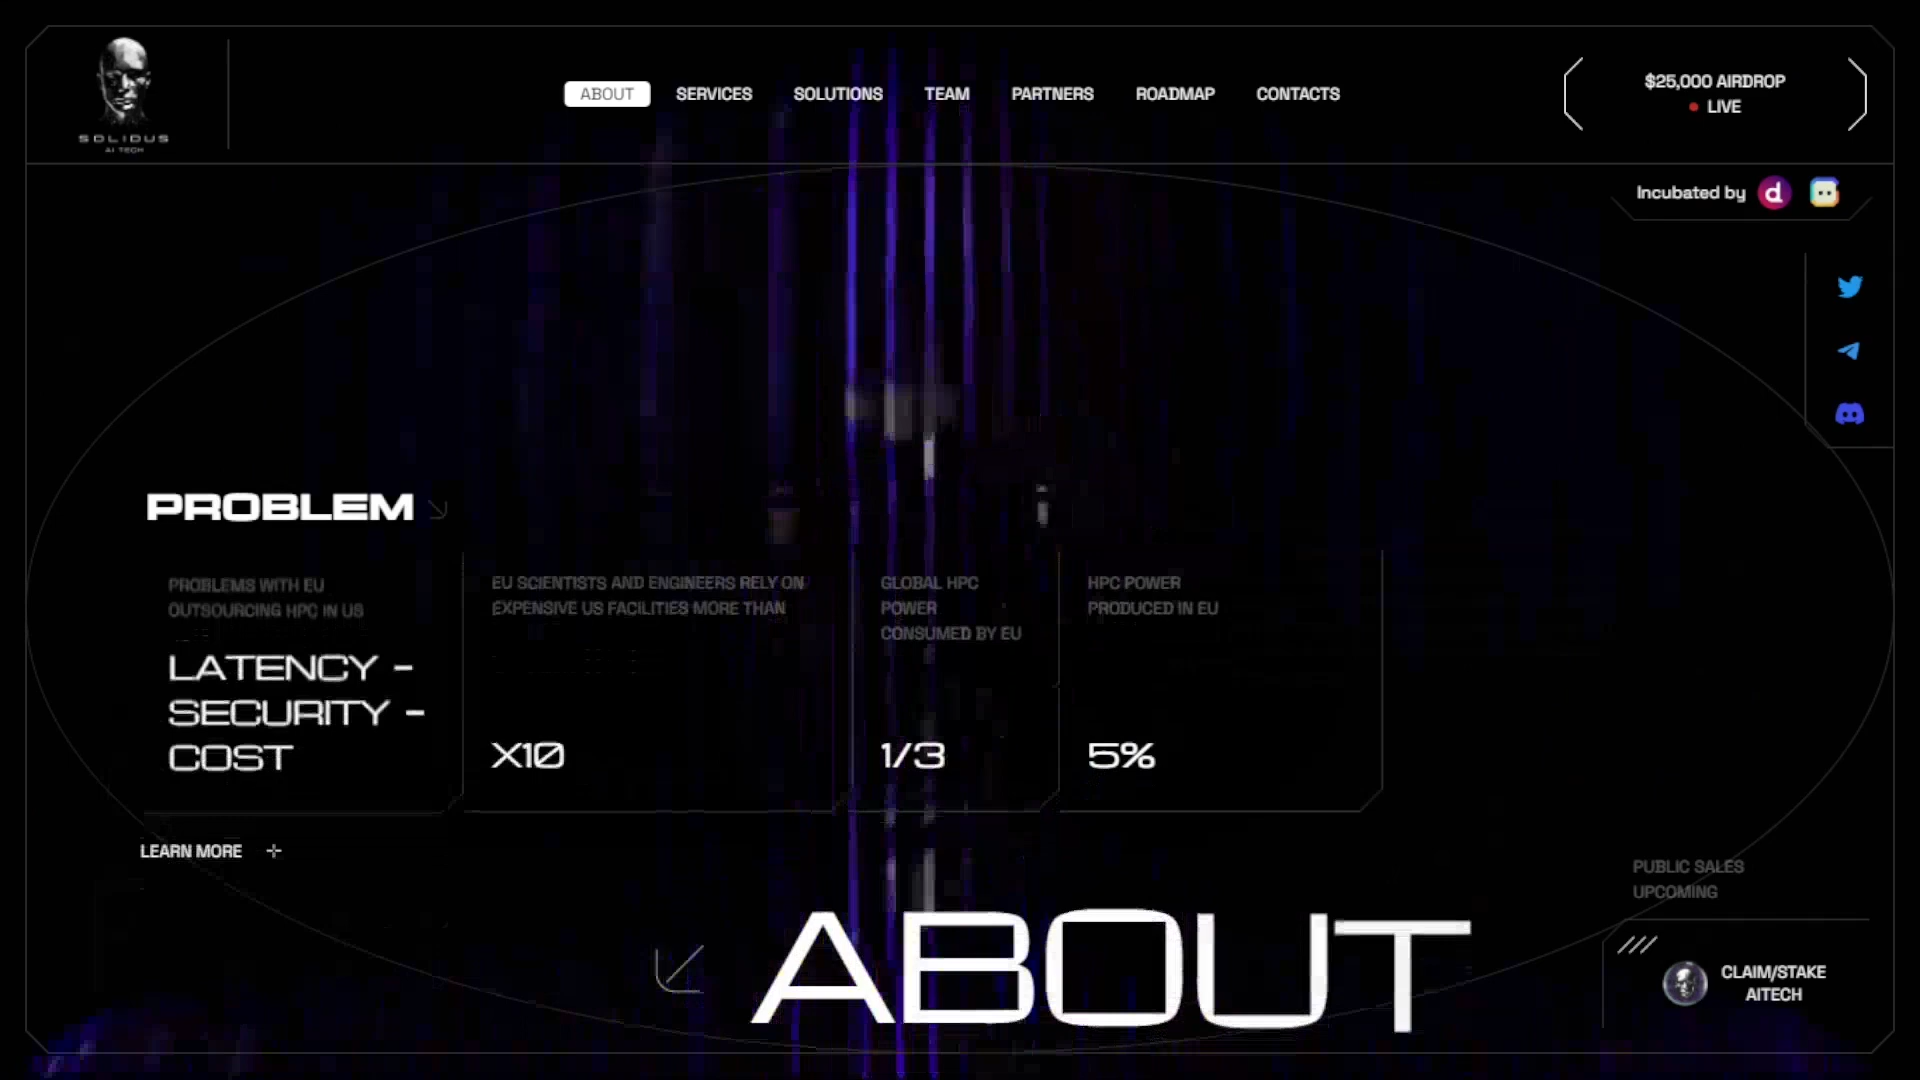 SOLIDUS
AI TECH
ABOUT
SERVICES
SOLUTIONS
TEAM
PARTNERS
ROADMAP
CONTACTS
$25,000 AIRDROP
LIVE
Incubated by
d
PROBLEM
PROBLEMS WITH EU
OUTSOURCING HPC IN US
LATENCY -
SECURITY -
COST
EU SCIENTISTS AND ENGINEERS RELY ON
EXPENSIVE US FACILITIES MORE THAN
X10
GLOBAL HPC
POWER
CONSUMED BY EU
1/3
HPC POWER
PRODUCED IN EU
5%
LEARN MORE +
ABOUT
PUBLIC SALES
UPCOMING
CLAIM/STAKE
AITECH